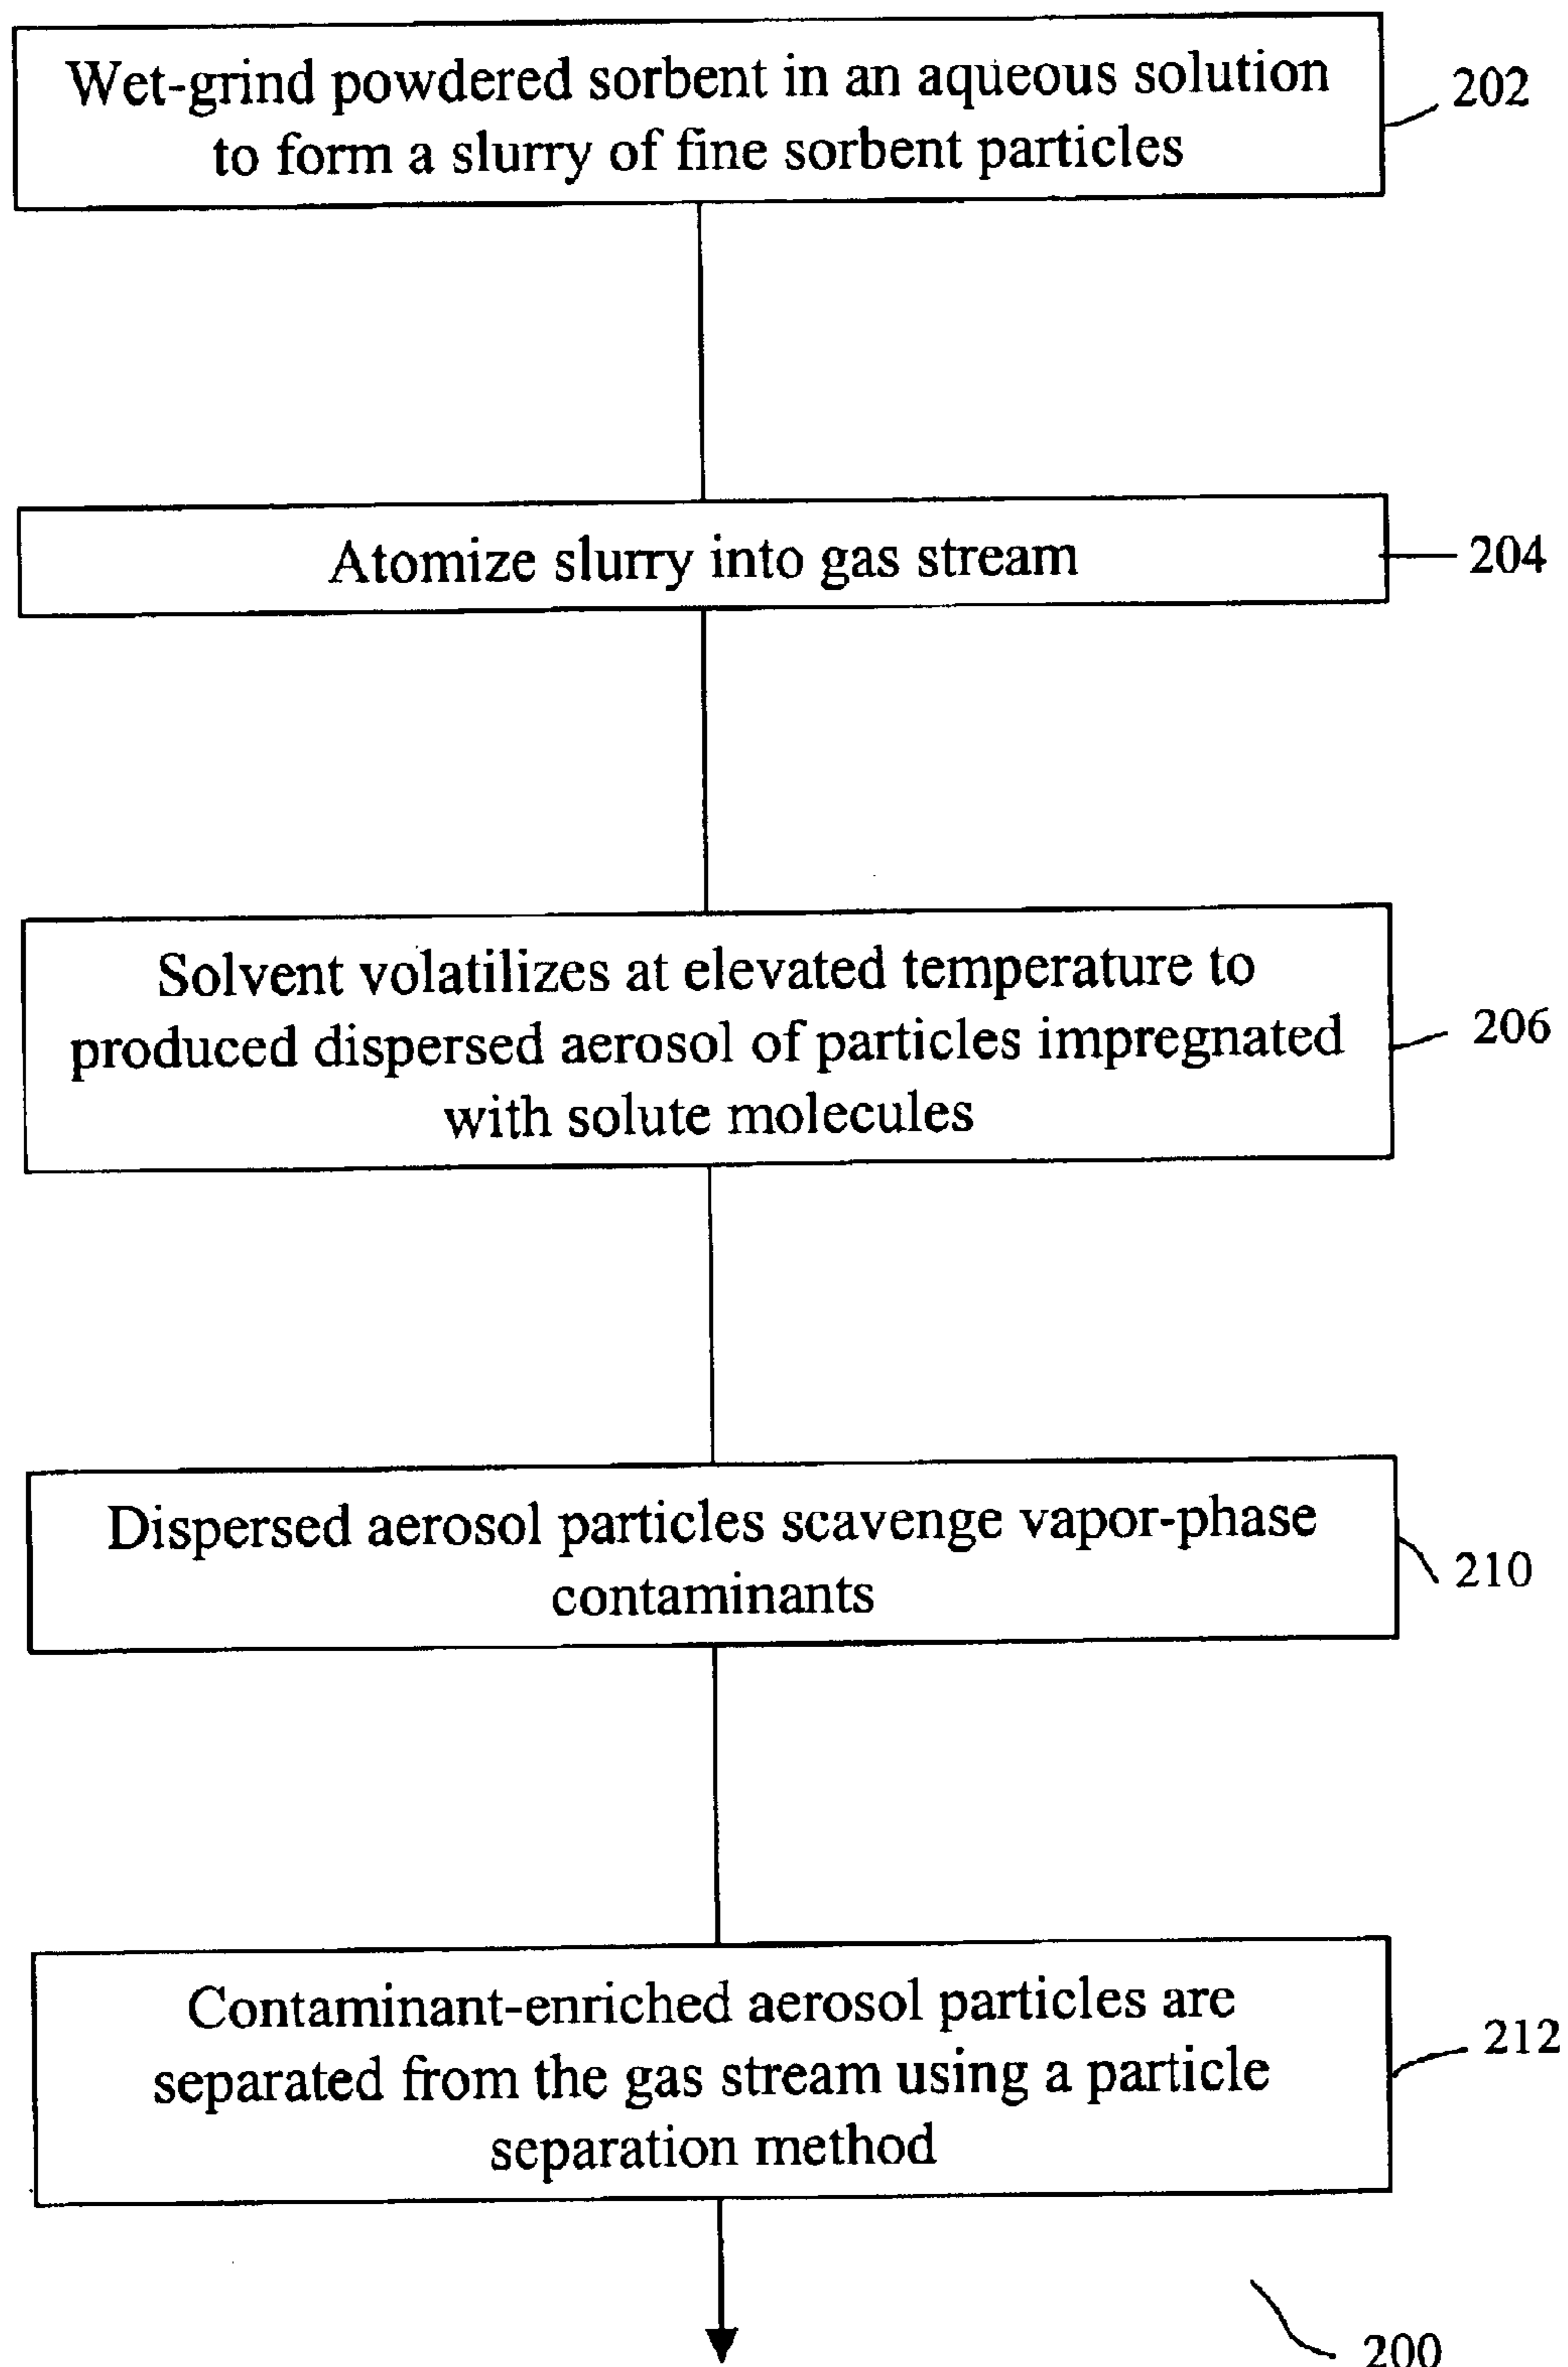 Wet-grind powdered sorbent in an aqueous solution
to form a slurry of fine sorbent particles
202
Atomize slurry into gas stream
204
Solvent volatilizes at elevated temperature to
produced dispersed aerosol of particles impregnated
with solute molecules
206
Dispersed aerosol particles scavenge vapor-phase
contaminants
210
Contaminant-enriched aerosol particles are
separated from the gas stream using a particle
separation method
212
200